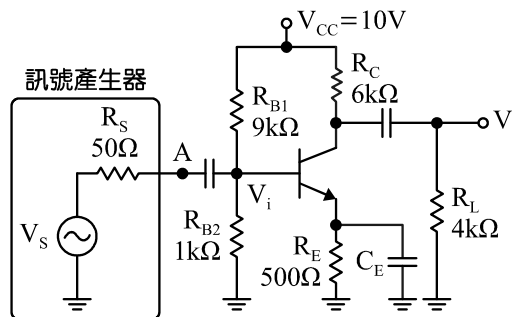 V_CC=10V
訊號產生器
R_C
6kΩ
R_B1
9kΩ
R_S
50Ω
A
V
V_i
V_S
R_B2
1kΩ
R_E
500Ω
C_E
R_L
4kΩ